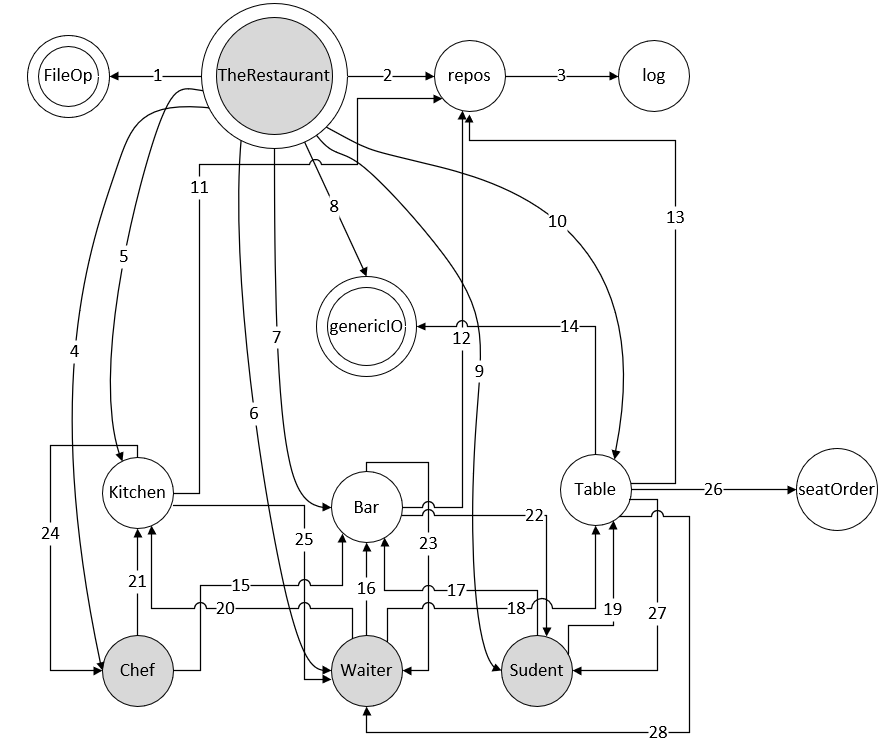 FileOp
1
TheRestaurant
2
repos
3
log
11
8
10
13
5
genericIO
14
7
12
4
9
6
Kitchen
Bar
Table
26
seatOrder
22
24
25
23
21
15
16
17
20
18
19
27
Chef
Waiter
Sudent
28